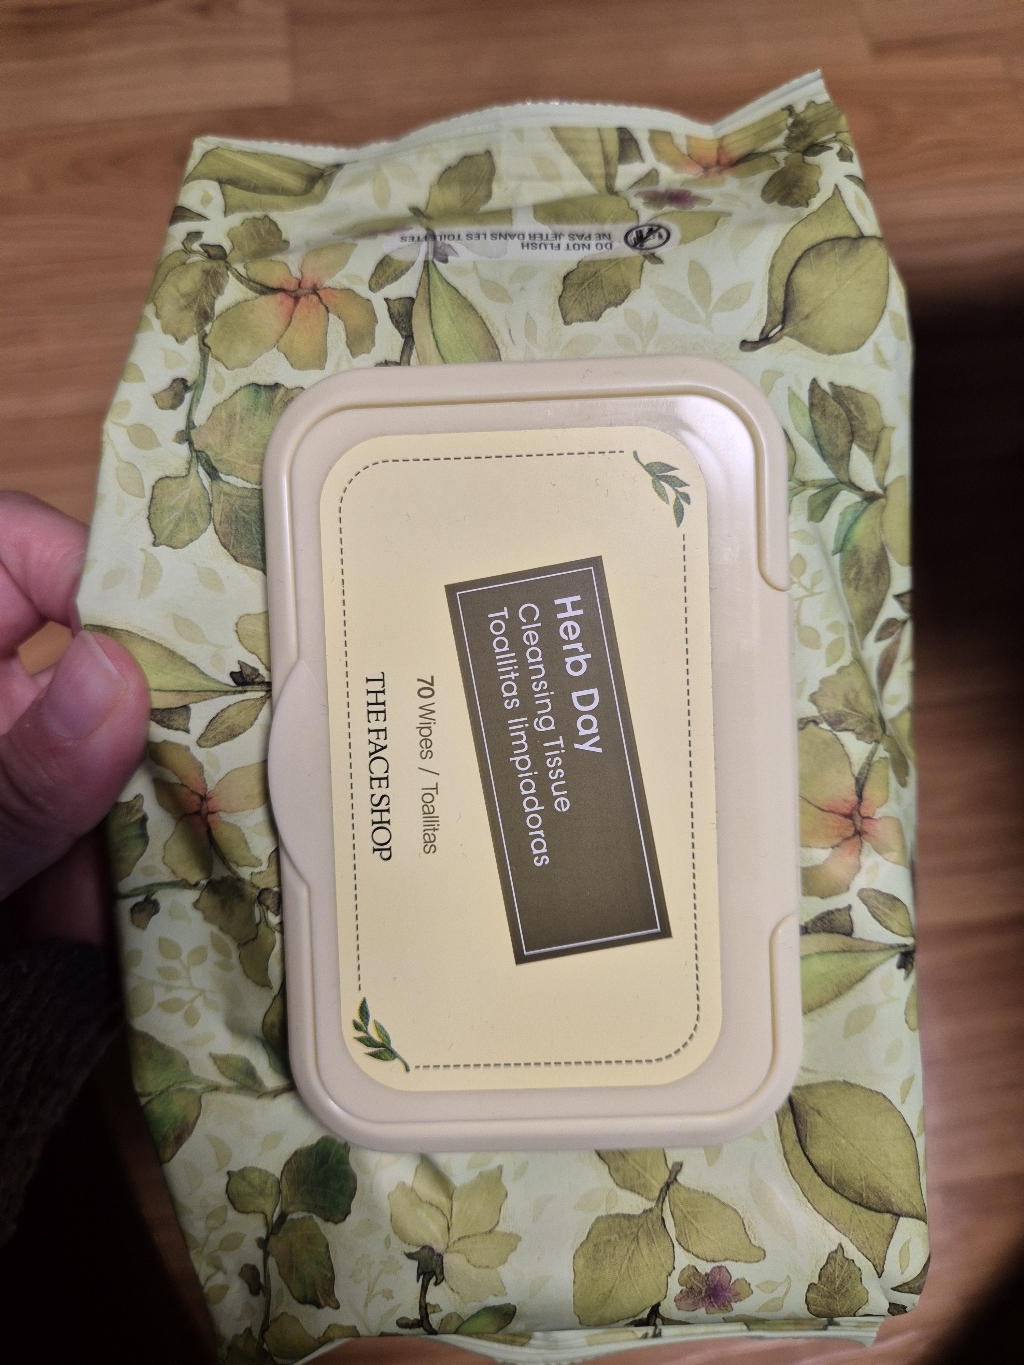 Herb Day
Cleansing Tissue
Toallitas limpiadoras
70 Wipes / Toallitas
THE FACE SHOP
DO NOT FLUSH
NE PAS JETER DANS LES TOILETTES